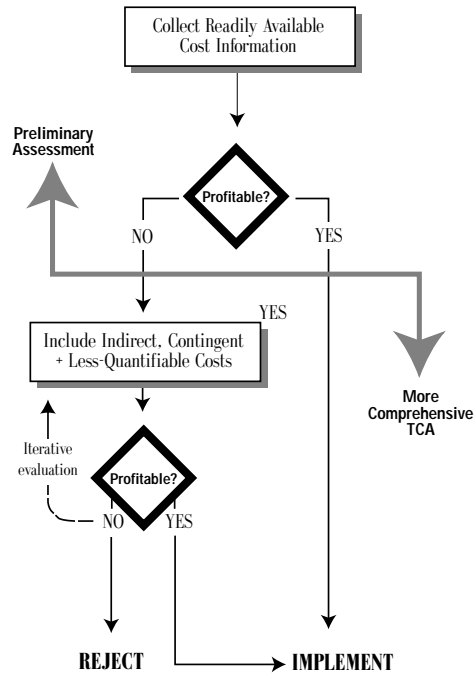 Collect Readily Available
Cost Information
Preliminary
Assessment
Profitable?
NO
YES
YES
Include Indirect, Contingent
+ Less-Quantifiable Costs
More
Comprehensive
TCA
Iterative
evaluation
Profitable?
NO
YES
REJECT
IMPLEMENT